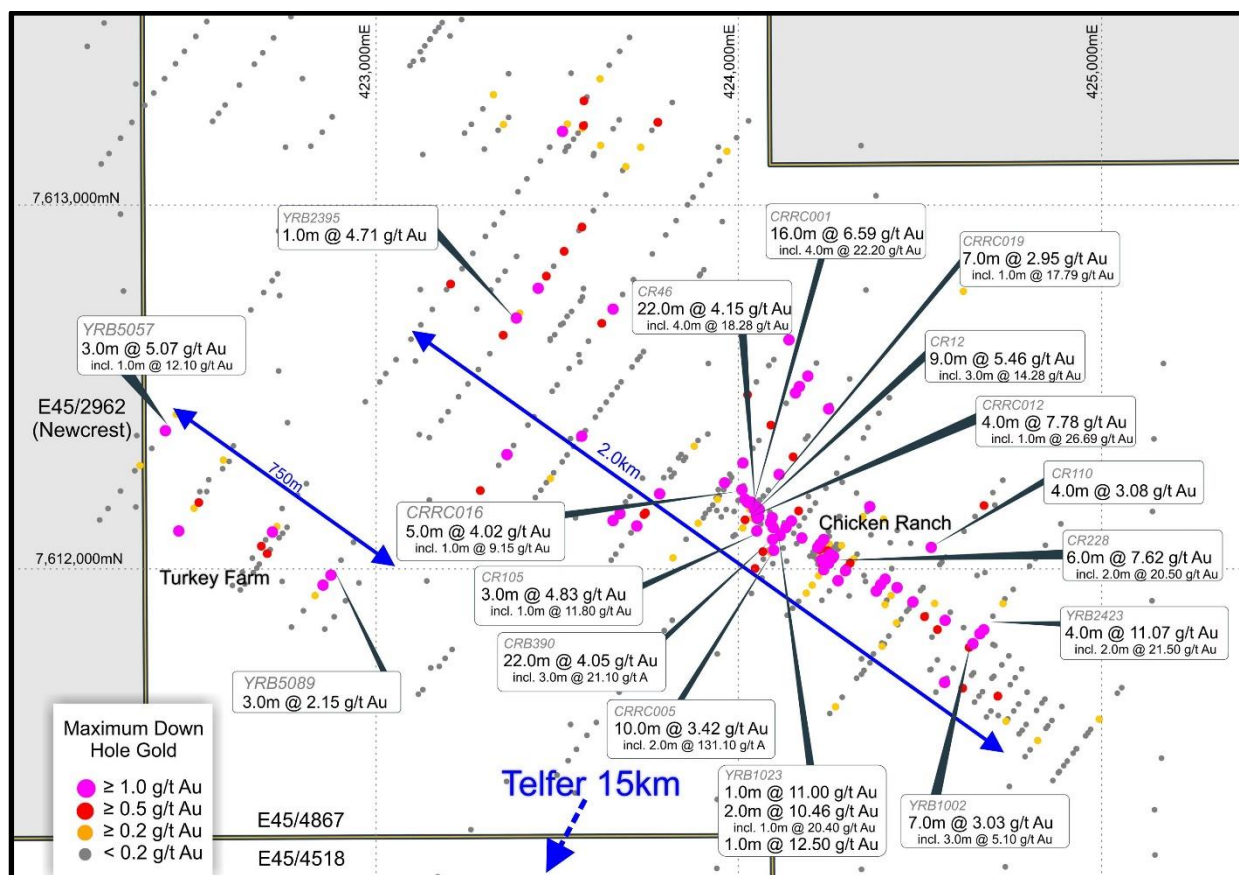 423,000mE
424,000mE
425,000mE
7,613,000mN
YRB2395
1.0m @ 4.71 g/t Au
CRRC001
16.0m @ 6.59 g/t Au
incl. 4.0m @ 22.20 g/t Au
CRRC019
7.0m @ 2.95 g/t Au
incl. 1.0m @ 17.79 g/t Au
CR46
22.0m @ 4.15 g/t Au
incl. 4.0m @ 18.28 g/t Au
YRB5057
3.0m @ 5.07 g/t Au
incl. 1.0m @ 12.10 g/t Au
CR12
9.0m @ 5.46 g/t Au
incl. 3.0m @ 14.28 g/t Au
E45/2962
(Newcrest)
CRRC012
4.0m @ 7.78 g/t Au
incl. 1.0m @ 26.69 g/t Au
750m
2.0km
CR110
4.0m @ 3.08 g/t Au
CRRC016
5.0m @ 4.02 g/t Au
incl. 1.0m @ 9.15 g/t Au
Chicken Ranch
7,612,000mN
Turkey Farm
CR228
6.0m @ 7.62 g/t Au
incl. 2.0m @ 20.50 g/t Au
CR105
3.0m @ 4.83 g/t Au
incl. 1.0m @ 11.80 g/t Au
YRB2423
4.0m @ 11.07 g/t Au
incl. 2.0m @ 21.50 g/t Au
CRB390
22.0m @ 4.05 g/t Au
incl. 3.0m @ 21.10 g/t A
YRB5089
3.0m @ 2.15 g/t Au
CRRC005
10.0m @ 3.42 g/t Au
incl. 2.0m @ 131.10 g/t A
Maximum Down
Hole Gold
≥ 1.0 g/t Au
≥ 0.5 g/t Au
≥ 0.2 g/t Au
< 0.2 g/t Au
Telfer 15km
YRB1023
1.0m @ 11.00 g/t Au
2.0m @ 10.46 g/t Au
incl. 1.0m @ 20.40 g/t Au
1.0m @ 12.50 g/t Au
YRB1002
7.0m @ 3.03 g/t Au
incl. 3.0m @ 5.10 g/t Au
E45/4867
E45/4518